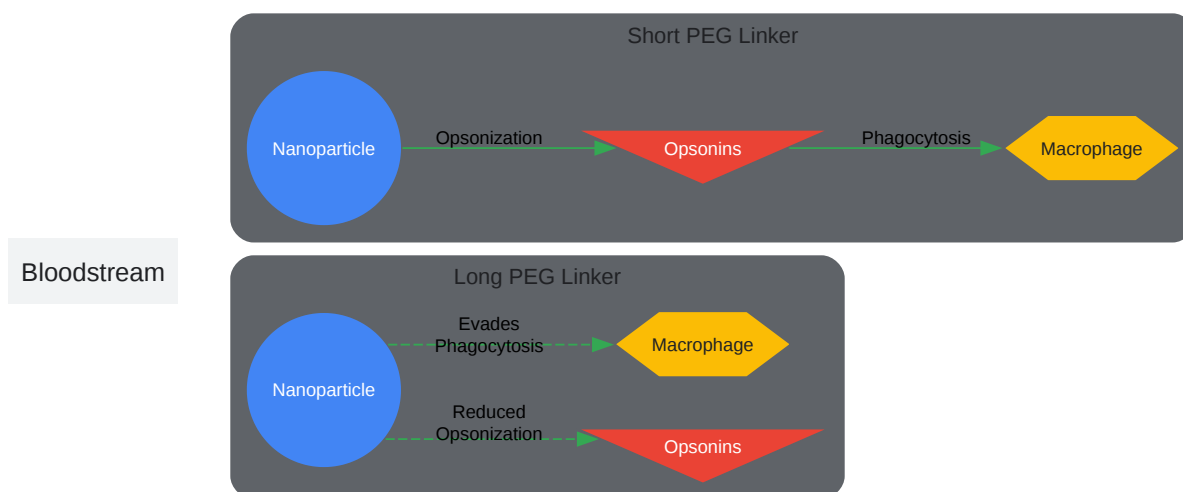 Short PEG Linker
Nanoparticle
Opsonization
Opsonins
Phagocytosis
Macrophage
Bloodstream
Long PEG Linker
Evades
Phagocytosis
Macrophage
Nanoparticle
Reduced
Opsonization
Opsonins